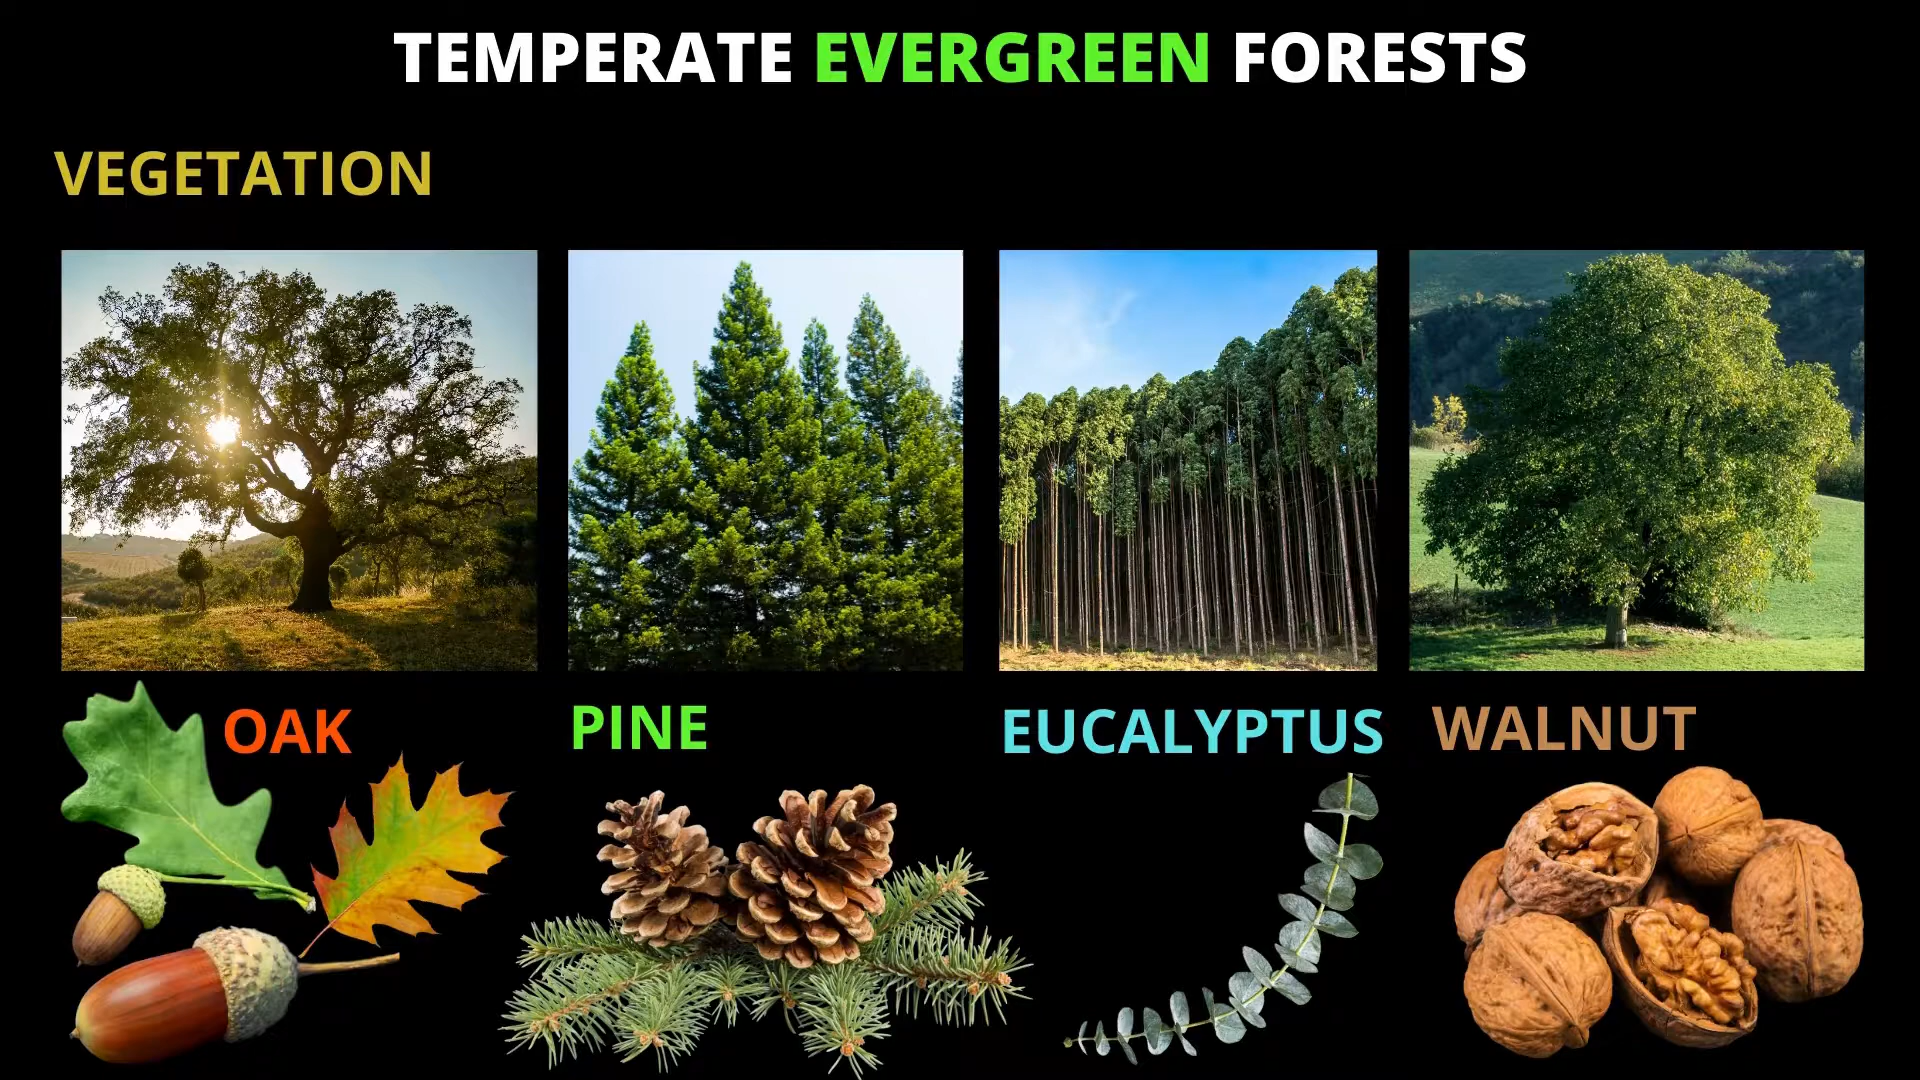 TEMPERATE EVERGREEN FORESTS
VEGETATION
OAK
PINE
EUCALYPTUS
WALNUT